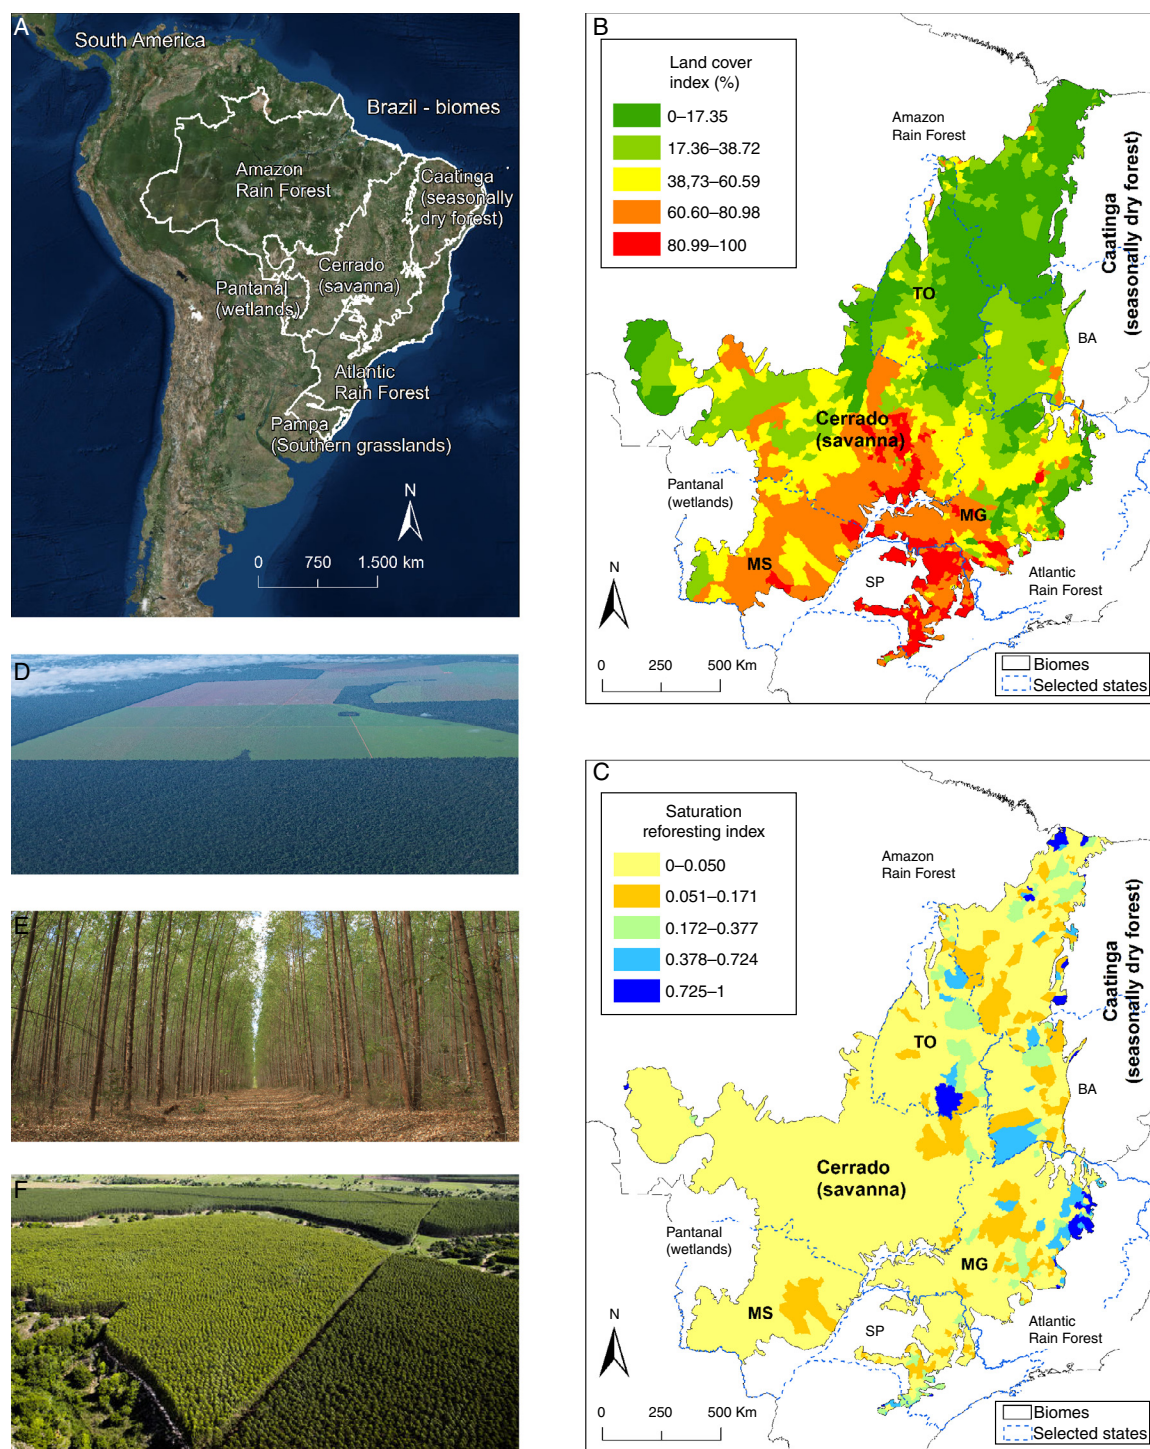 A
South America
Brazil - biomes
Amazon
Rain Forest
Caatinga
(seasonally
dry forest)
Cerrado
(savanna)
Pantanal
(wetlands)
Atlantic
Rain Forest
Pampa
(Southern grasslands)
N
0 750 1.500 km
B
Land cover
index (%)
0–17.35
17.36–38.72
38,73–60.59
60.60–80.98
80.99–100
Amazon
Rain Forest
Caatinga
(seasonally dry forest)
TO
BA
Cerrado
(savanna)
Pantanal
(wetlands)
MG
MS
SP
Atlantic
Rain Forest
N
0 250 500 Km
Biomes
Selected states
D
E
F
C
Saturation
reforesting index
0–0.050
0.051–0.171
0.172–0.377
0.378–0.724
0.725–1
Amazon
Rain Forest
Caatinga
(seasonally dry forest)
TO
BA
Cerrado
(savanna)
Pantanal
(wetlands)
MG
MS
SP
Atlantic
Rain Forest
N
0 250 500 Km
Biomes
Selected states